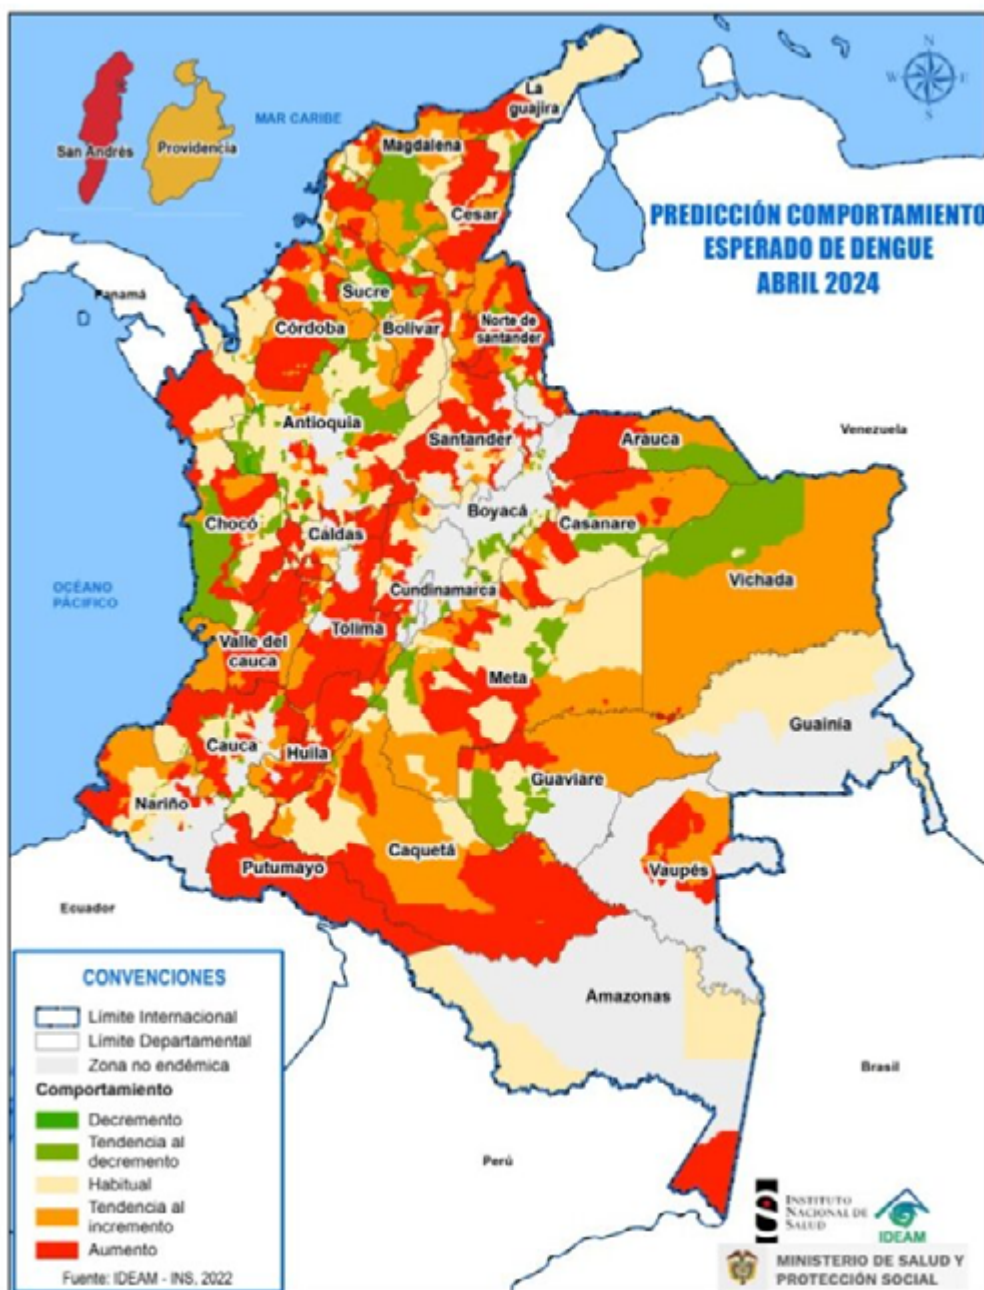 La
guajira
MAR CARIBE
Magdalena
San Andrés
Providencia
N
W
E
S
Cesar
PREDICCIÓN COMPORTAMIENTO
ESPERADO DE DENGUE
ABRIL 2024
Panamá
Sucre
Córdoba
Bolívar
Norte de
santander
Antioquia
Santander
Arauca
Venezuela
Chocó
Boyacá
Caldas
Casanare
OCÉANO
PÁCIFICO
Cundinamarca
Vichada
Tolima
Valle del
cauca
Meta
Guainía
Cauca
Huila
Guaviare
Nariño
Caquetá
Vaupés
Putumayo
Ecuador
Amazonas
Brasil
Perú
CONVENCIONES
Límite Internacional
Límite Departamental
Zona no endémica
Comportamiento
Decremento
Tendencia al
decremento
Habitual
Tendencia al
incremento
Aumento
Fuente: IDEAM - INS, 2022
INSTITUTO
NACIONAL DE
SALUD
IDEAM
MINISTERIO DE SALUD Y
PROTECCIÓN SOCIAL